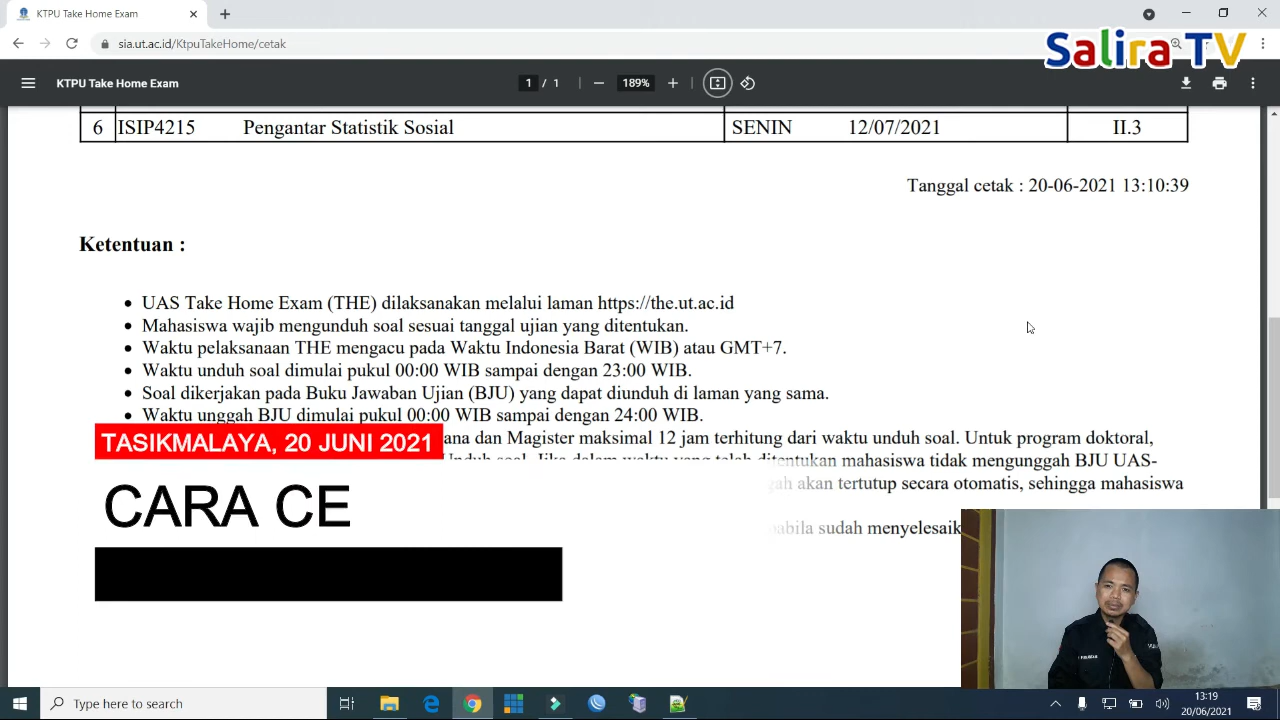 KTPU Take Home Exam
sia.ut.ac.id/KtpuTakeHome/cetak
Salira TV
KTPU Take Home Exam
1 / 1
189%
6 ISIP4215 Pengantar Statistik Sosial SENIN 12/07/2021 II.3
Tanggal cetak : 20-06-2021 13:10:39
Ketentuan :
UAS Take Home Exam (THE) dilaksanakan melalui laman https://the.ut.ac.id
Mahasiswa wajib mengunduh soal sesuai tanggal ujian yang ditentukan.
Waktu pelaksanaan THE mengacu pada Waktu Indonesia Barat (WIB) atau GMT+7.
Waktu unduh soal dimulai pukul 00:00 WIB sampai dengan 23:00 WIB.
Soal dikerjakan pada Buku Jawaban Ujian (BJU) yang dapat diunduh di laman yang sama.
Waktu unggah BJU dimulai pukul 00:00 WIB sampai dengan 24:00 WIB.
TASIKMALAYA, 20 JUNI 2021
ana dan Magister maksimal 12 jam terhitung dari waktu unduh soal. Untuk program doktoral,
ditentukan mahasiswa tidak mengunggah BJU UAS-
akan tertutup secara otomatis, sehingga mahasiswa
CARA CE
sudah menyelesaik
Type here to search
13:19
20/06/2021